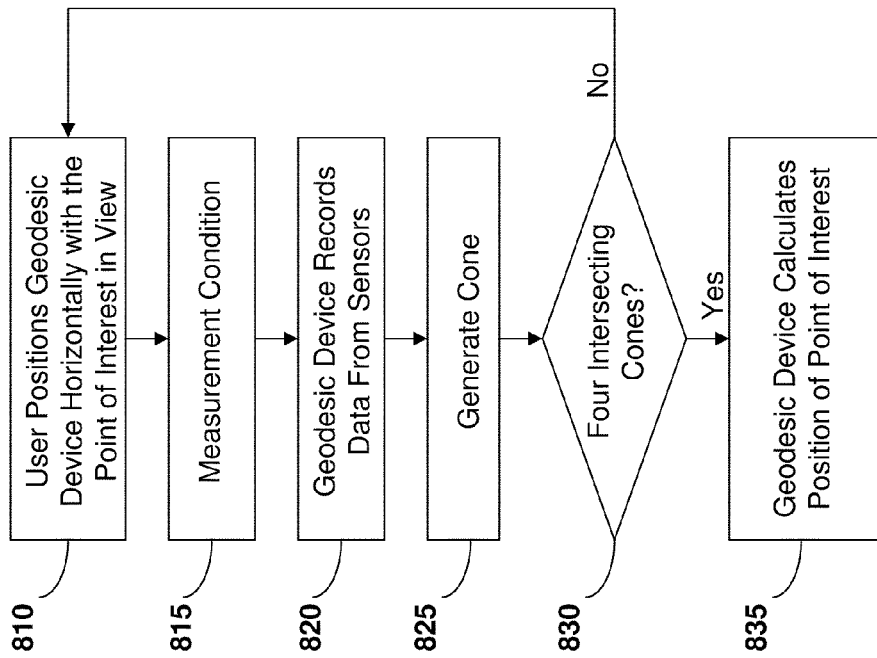 810
User Positions Geodesic
Device Horizontally with the
Point of Interest in View
815
Measurement Condition
820
Geodesic Device Records
Data From Sensors
825
Generate Cone
830
Four Intersecting
Cones?
No
Yes
835
Geodesic Device Calculates
Position of Point of Interest